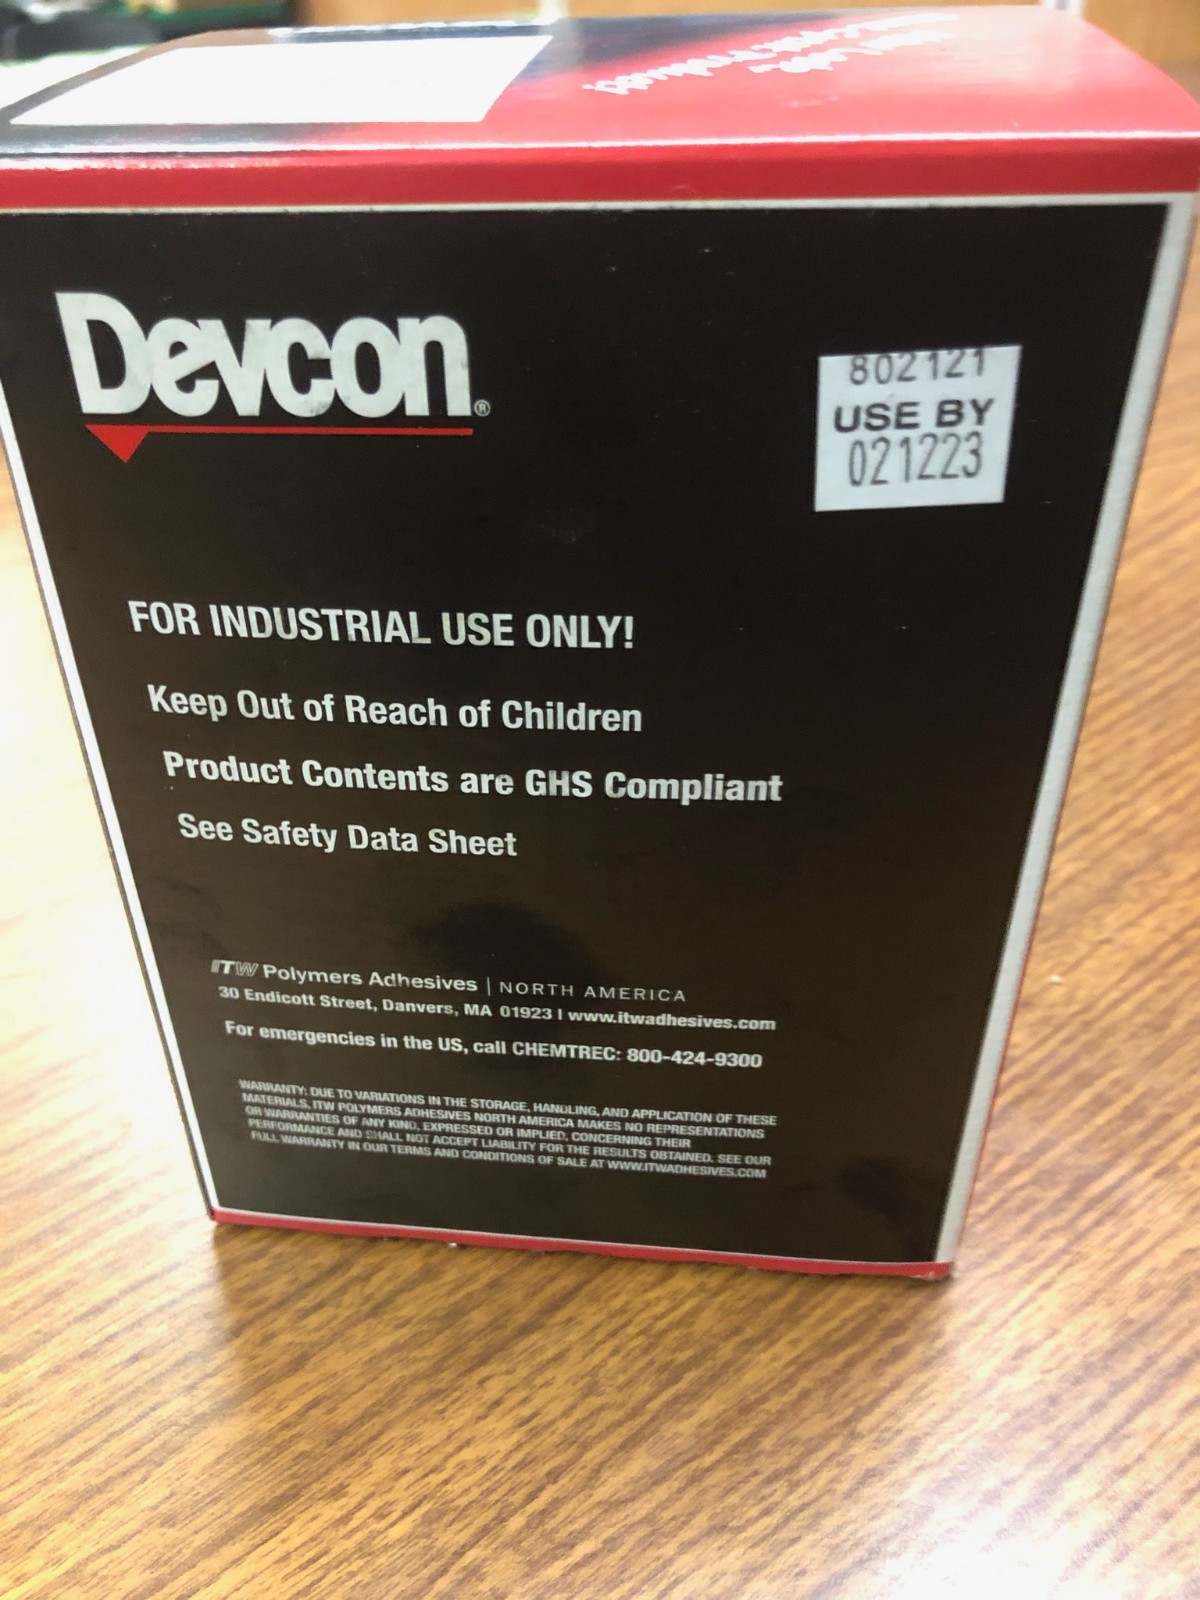 Devcon®
802121
USE BY
021223
FOR INDUSTRIAL USE ONLY!
Keep Out of Reach of Children
Product Contents are GHS Compliant
See Safety Data Sheet
ITW Polymers Adhesives | NORTH AMERICA
30 Endicott Street, Danvers, MA 01923 | www.itwadhesives.com
For emergencies in the US, call CHEMTREC: 800-424-9300
WARRANTY: DUE TO VARIATIONS IN THE STORAGE, HANDLING, AND APPLICATION OF THESE
MATERIALS, ITW POLYMERS ADHESIVES NORTH AMERICA MAKES NO REPRESENTATIONS
OR WARRANTIES OF ANY KIND, EXPRESSED OR IMPLIED, CONCERNING THEIR
PERFORMANCE AND SHALL NOT ACCEPT LIABILITY FOR THE RESULTS OBTAINED. SEE OUR
FULL WARRANTY IN OUR TERMS AND CONDITIONS OF SALE AT WWW.ITWADHESIVES.COM